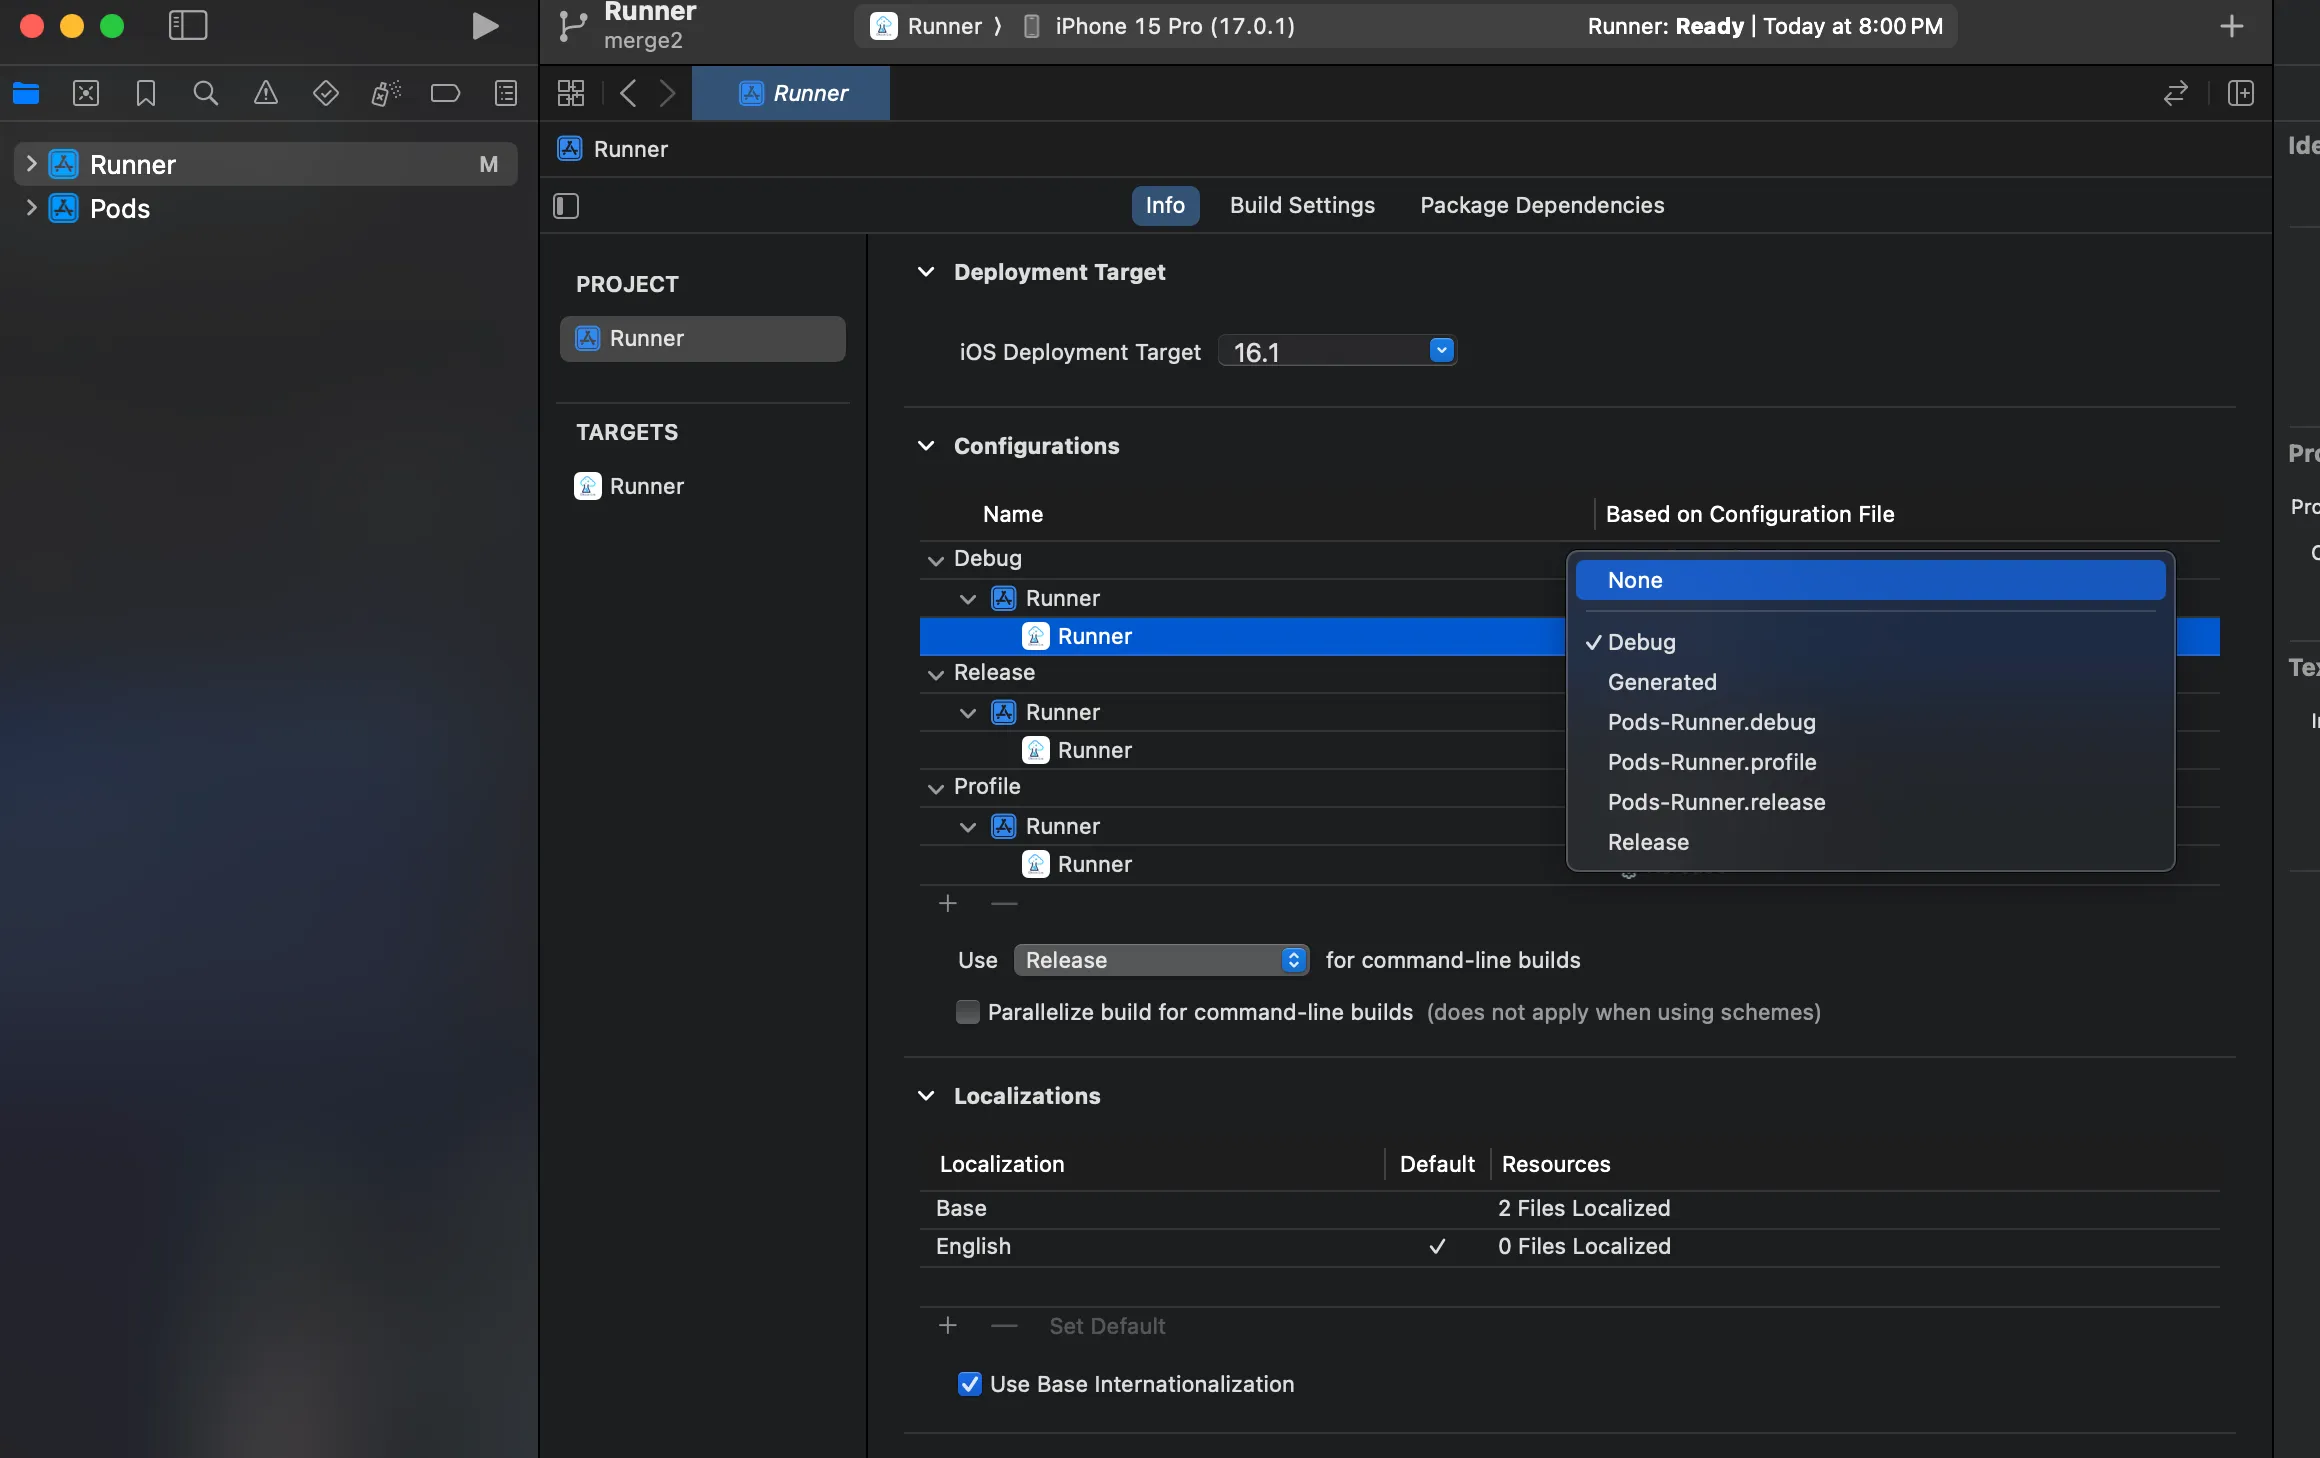 Runner
merge2
Runner 〉 iPhone 15 Pro (17.0.1)
Runner: Ready | Today at 8:00 PM
Runner
Runner M
Pods
Runner
Info Build Settings Package Dependencies
PROJECT
Runner
TARGETS
Runner
Deployment Target
iOS Deployment Target 16.1
Configurations
Name Based on Configuration File
Debug
Runner
Runner
Release
Runner
Runner
Profile
Runner
Runner
None
✓ Debug
Generated
Pods-Runner.debug
Pods-Runner.profile
Pods-Runner.release
Release
Use Release for command-line builds
Parallelize build for command-line builds (does not apply when using schemes)
Localizations
Localization Default Resources
Base 2 Files Localized
English ✓ 0 Files Localized
Set Default
Use Base Internationalization